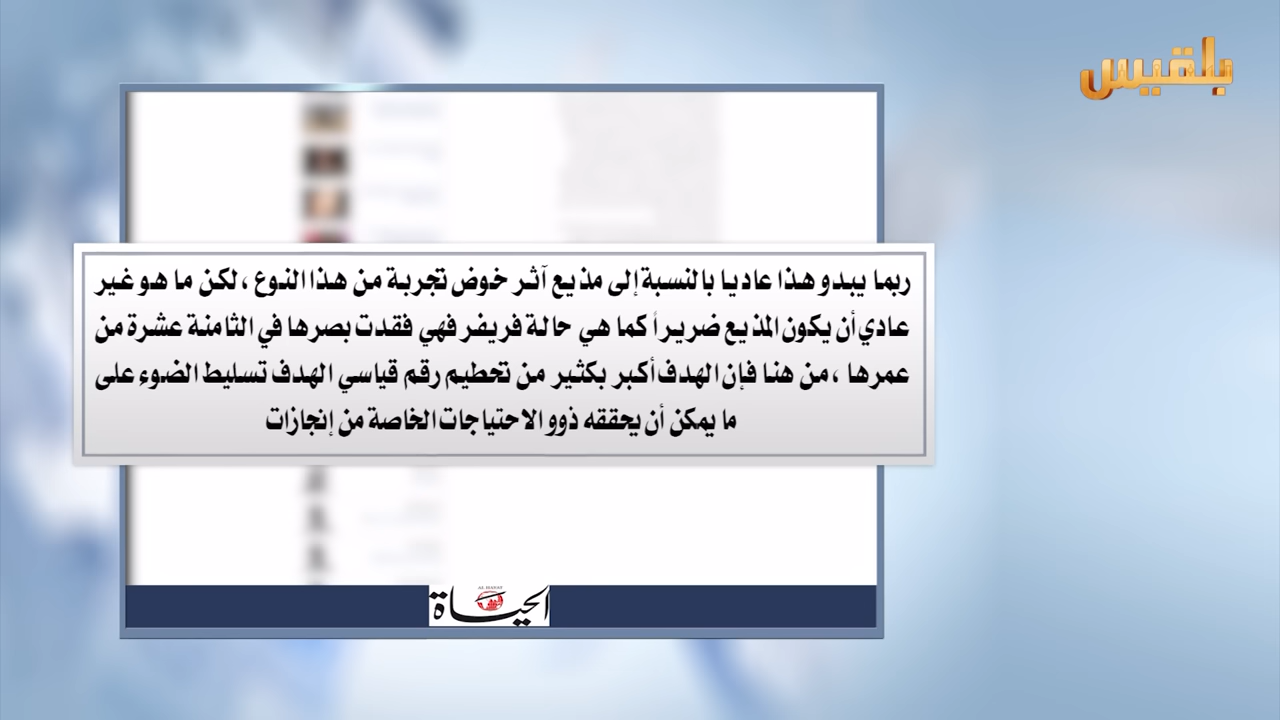 بلقيس
ربما يبدو هذا عاديا بالنسبة إلى مذيع آثر خوض تجربة من هذا النوع ، لكن ما هو غير
عادي أن يكون المذيع ضريراً كما هي حالة فريفر فهي فقدت بصرها في الثامنة عشرة من
عمرها ، من هنا فإن الهدف أكبر بكثير من تحطيم رقم قياسي الهدف تسليط الضوء على
ما يمكن أن يحققه ذوو الاحتياجات الخاصة من إنجازات
AL HAYAT
الحياة